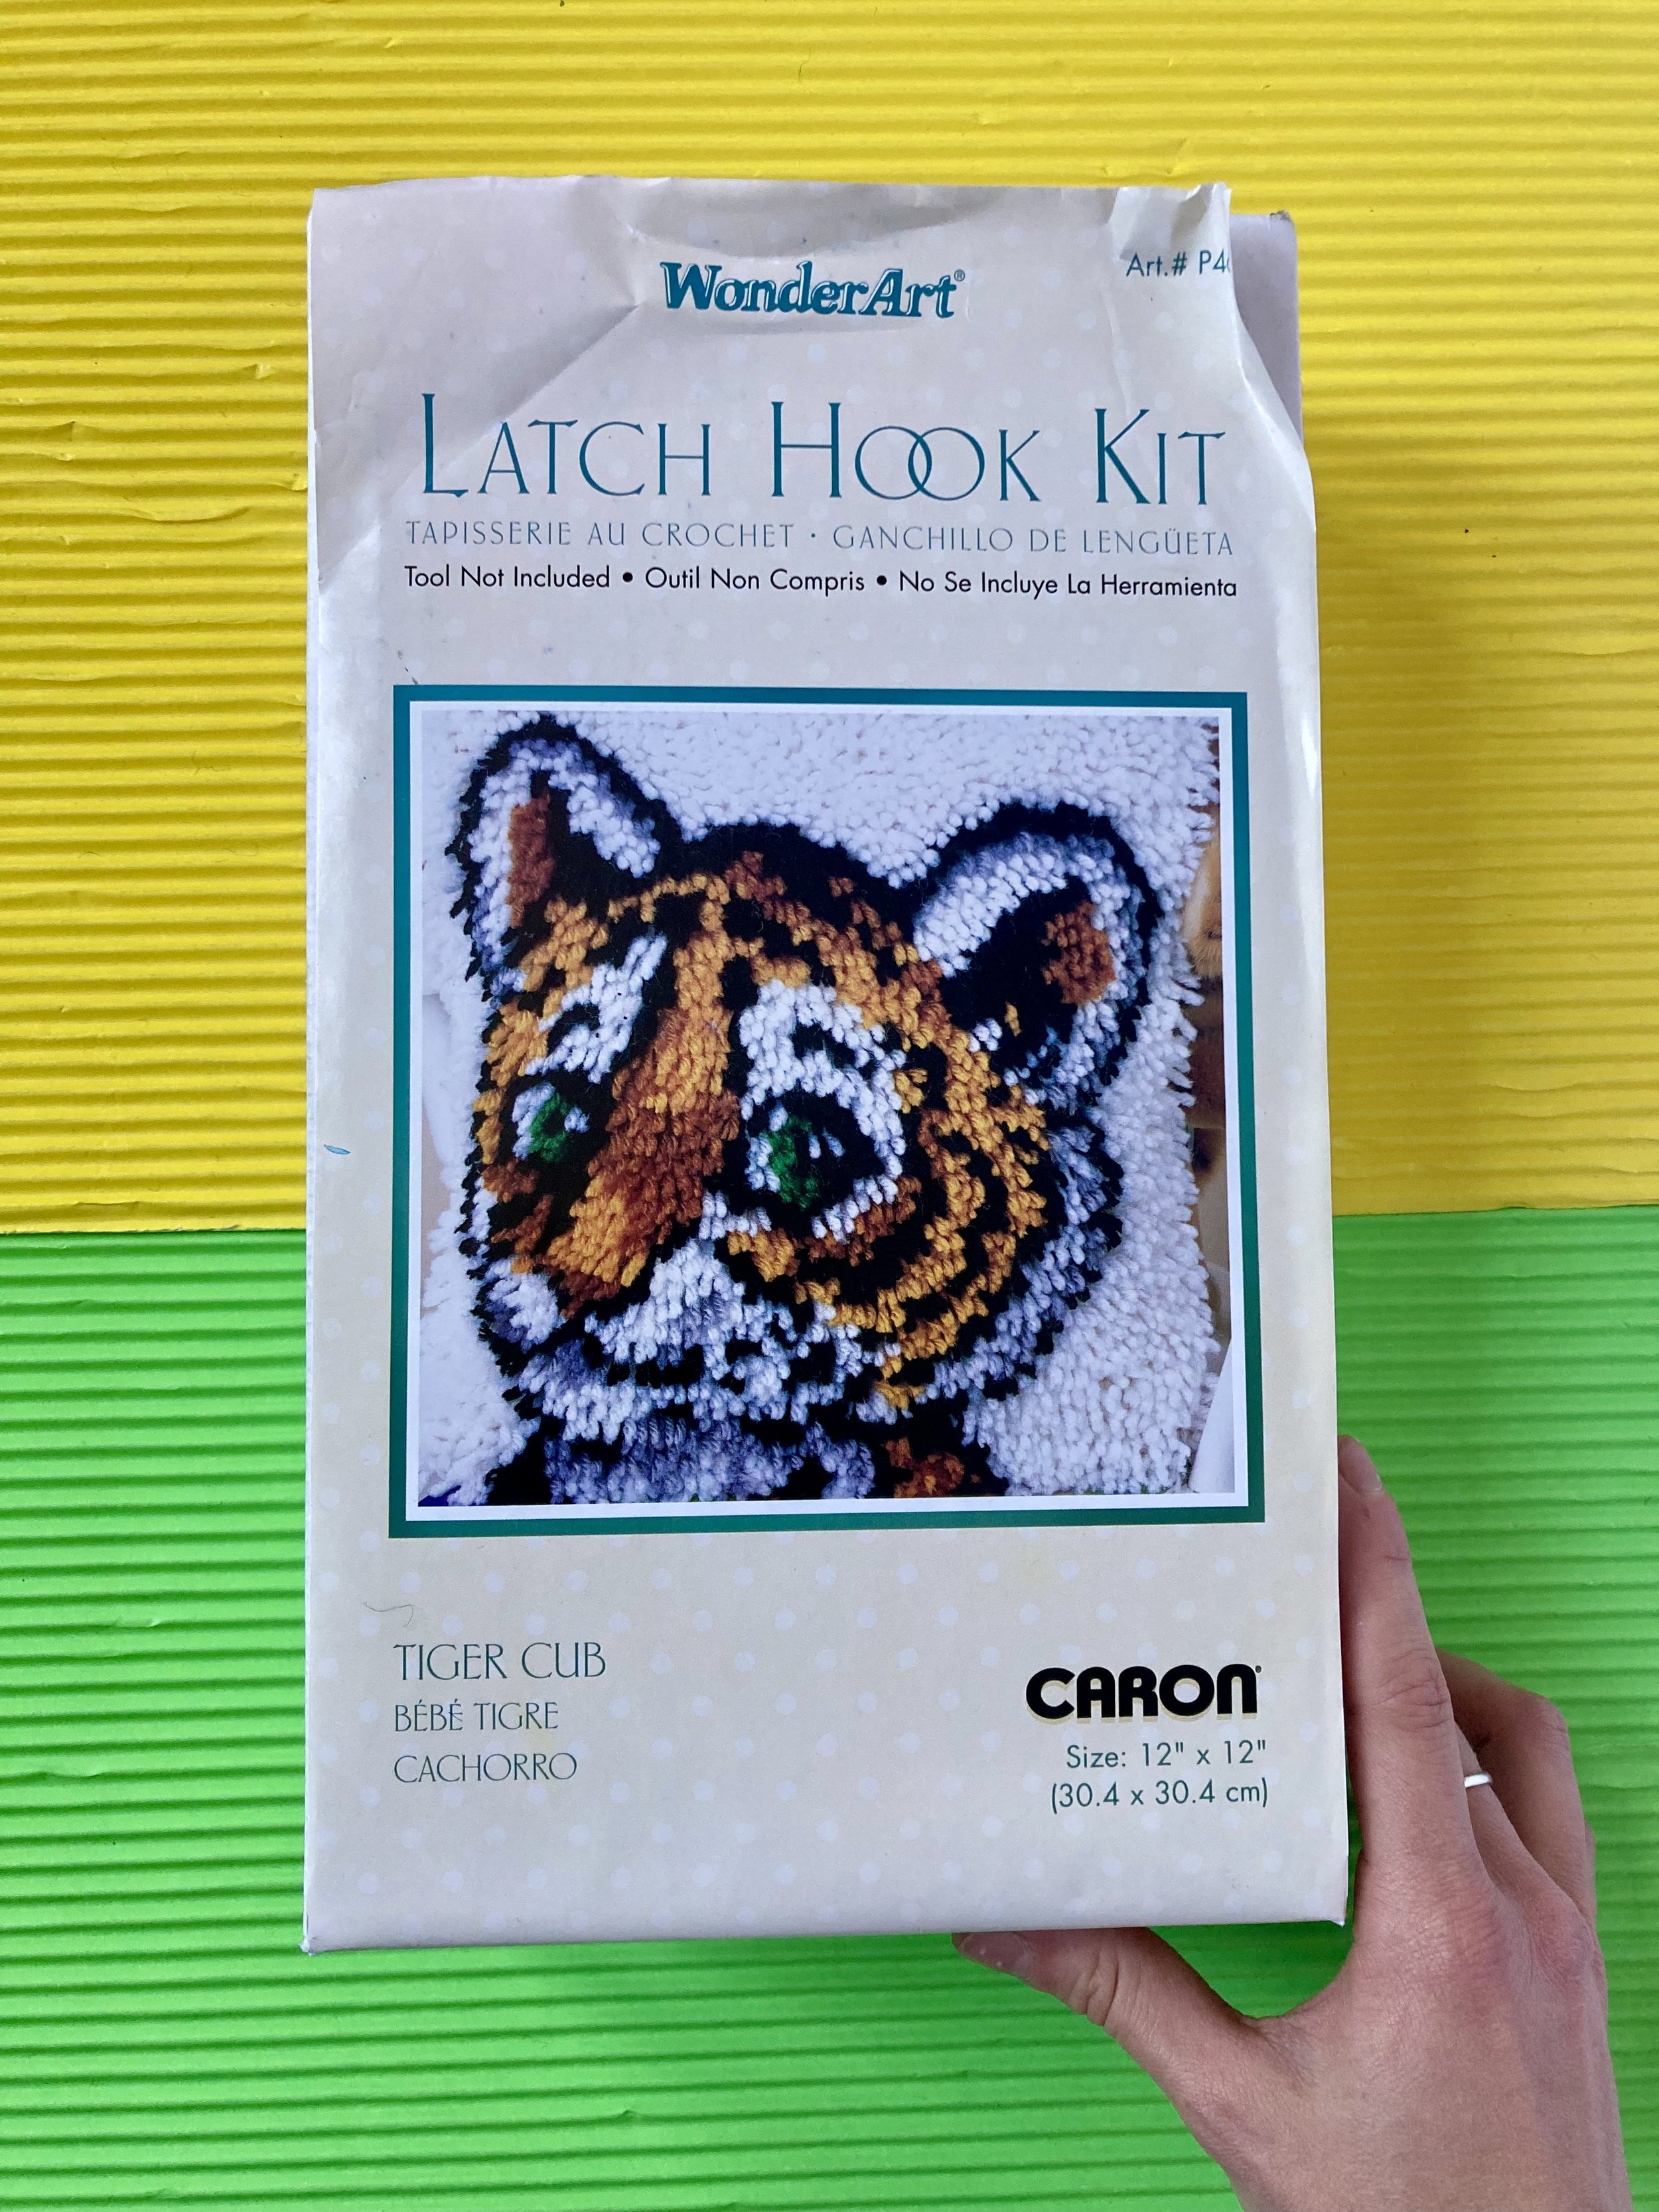 WonderArt®
Art.# P4
LATCH HOOK KIT
TAPISSERIE AU CROCHET • GANCHILLO DE LENGÜETA
Tool Not Included • Outil Non Compris • No Se Incluye La Herramienta
TIGER CUB
BÉBÉ TIGRE
CACHORRO
CARON®
Size: 12" x 12"
(30.4 x 30.4 cm)